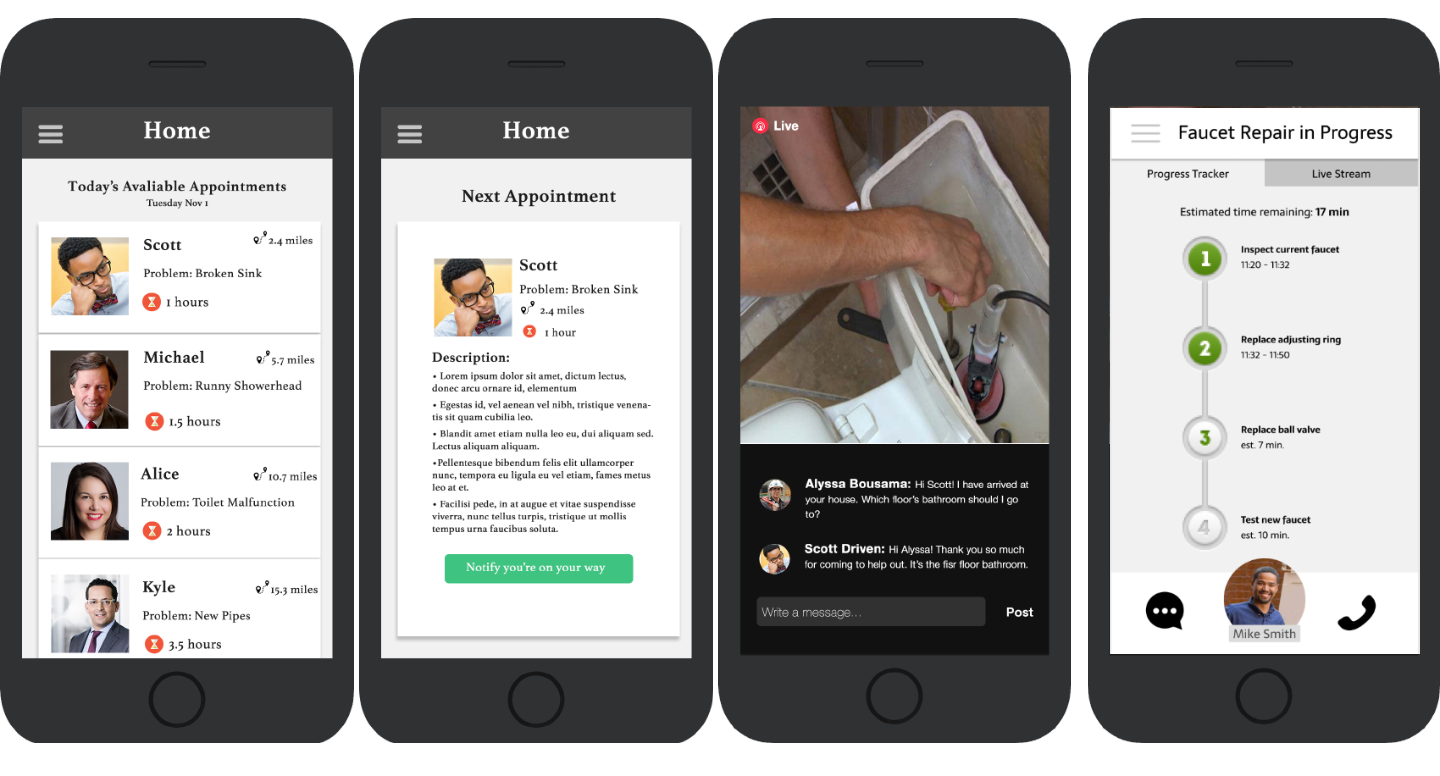 Home
Today's Avaliable Appointments
Tuesday Nov 1
Scott
2.4 miles
Problem: Broken Sink
1 hours
Michael
5.7 miles
Problem: Runny Showerhead
1.5 hours
Alice
10.7 miles
Problem: Toilet Malfunction
2 hours
Kyle
15.3 miles
Problem: New Pipes
3.5 hours
Home
Next Appointment
Scott
Problem: Broken Sink
2.4 miles
1 hour
Description:
• Lorem ipsum dolor sit amet, dictum lectus,
donec arcu ornare id, elementum
• Egestas id, vel aenean vel nibh, tristique venena-
tis sit quam cubilia leo.
• Blandit amet etiam nulla leo eu, dui aliquam sed.
Lectus aliquam aliquam.
•Pellentesque bibendum felis elit ullamcorper
nunc, tempora eu ligula eu vel etiam, fames metus
leo at et.
• Facilisi pede, in at augue et vitae suspendisse
viverra, nunc tellus turpis, tristique ut mollis
tempus urna faucibus soluta.
Notify you're on your way
Live
Alyssa Bousama: Hi Scott! I have arrived at
your house. Which floor's bathroom should I go
to?
Scott Driven: Hi Alyssa! Thank you so much
for coming to help out. It's the fisr floor bathroom.
Write a message...
Post
Faucet Repair in Progress
Progress Tracker
Live Stream
Estimated time remaining: 17 min
1
Inspect current faucet
11:20 - 11:32
2
Replace adjusting ring
11:32 - 11:50
3
Replace ball valve
est. 7 min.
4
Test new faucet
est. 10 min.
Mike Smith